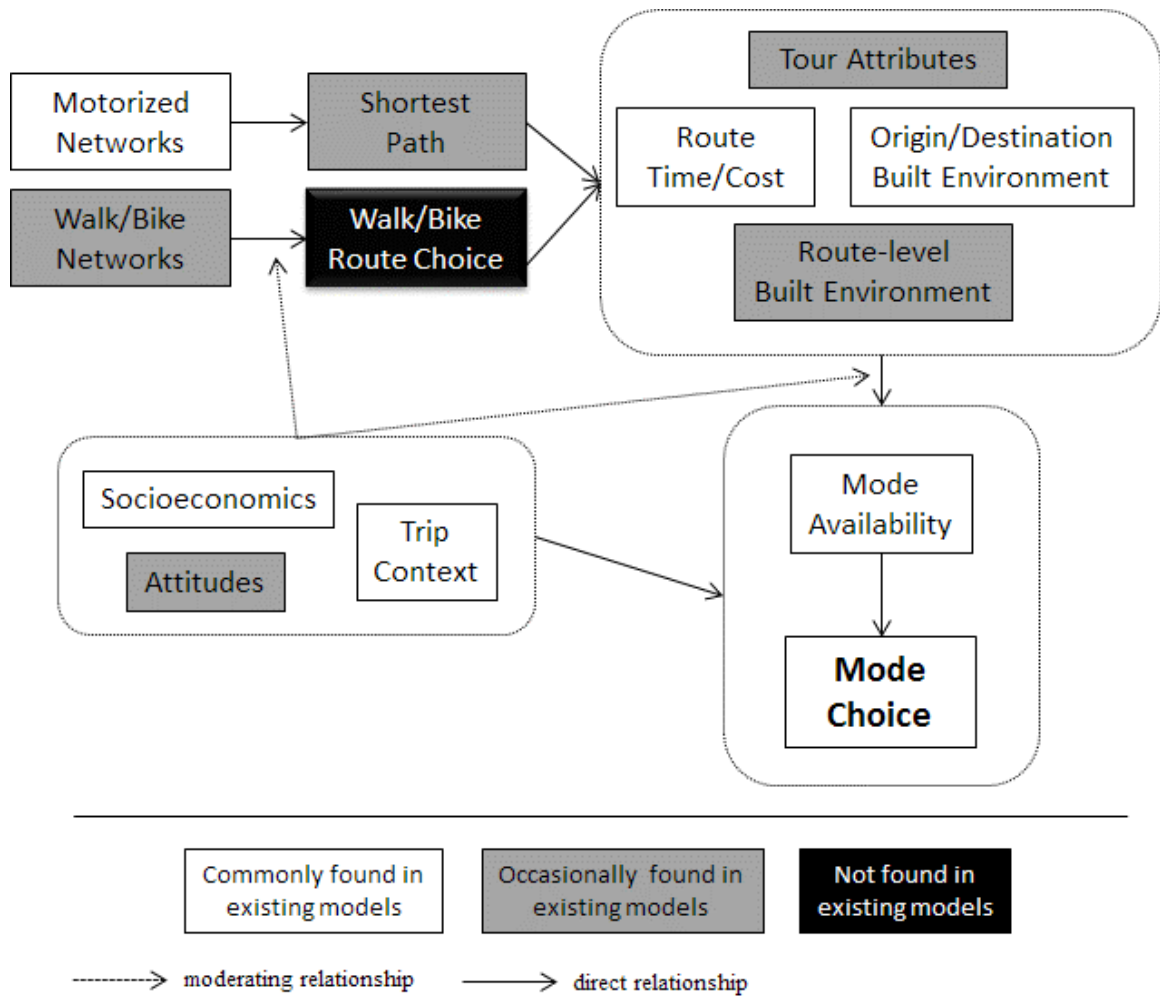 Tour Attributes
Motorized
Networks
Shortest
Path
Route
Time/Cost
Origin/Destination
Built Environment
Walk/Bike
Networks
Walk/Bike
Route Choice
Route-level
Built Environment
Socioeconomics
Attitudes
Trip
Context
Mode
Availability
Mode
Choice
Commonly found in
existing models
Occasionally found in
existing models
Not found in
existing models
moderating relationship
direct relationship